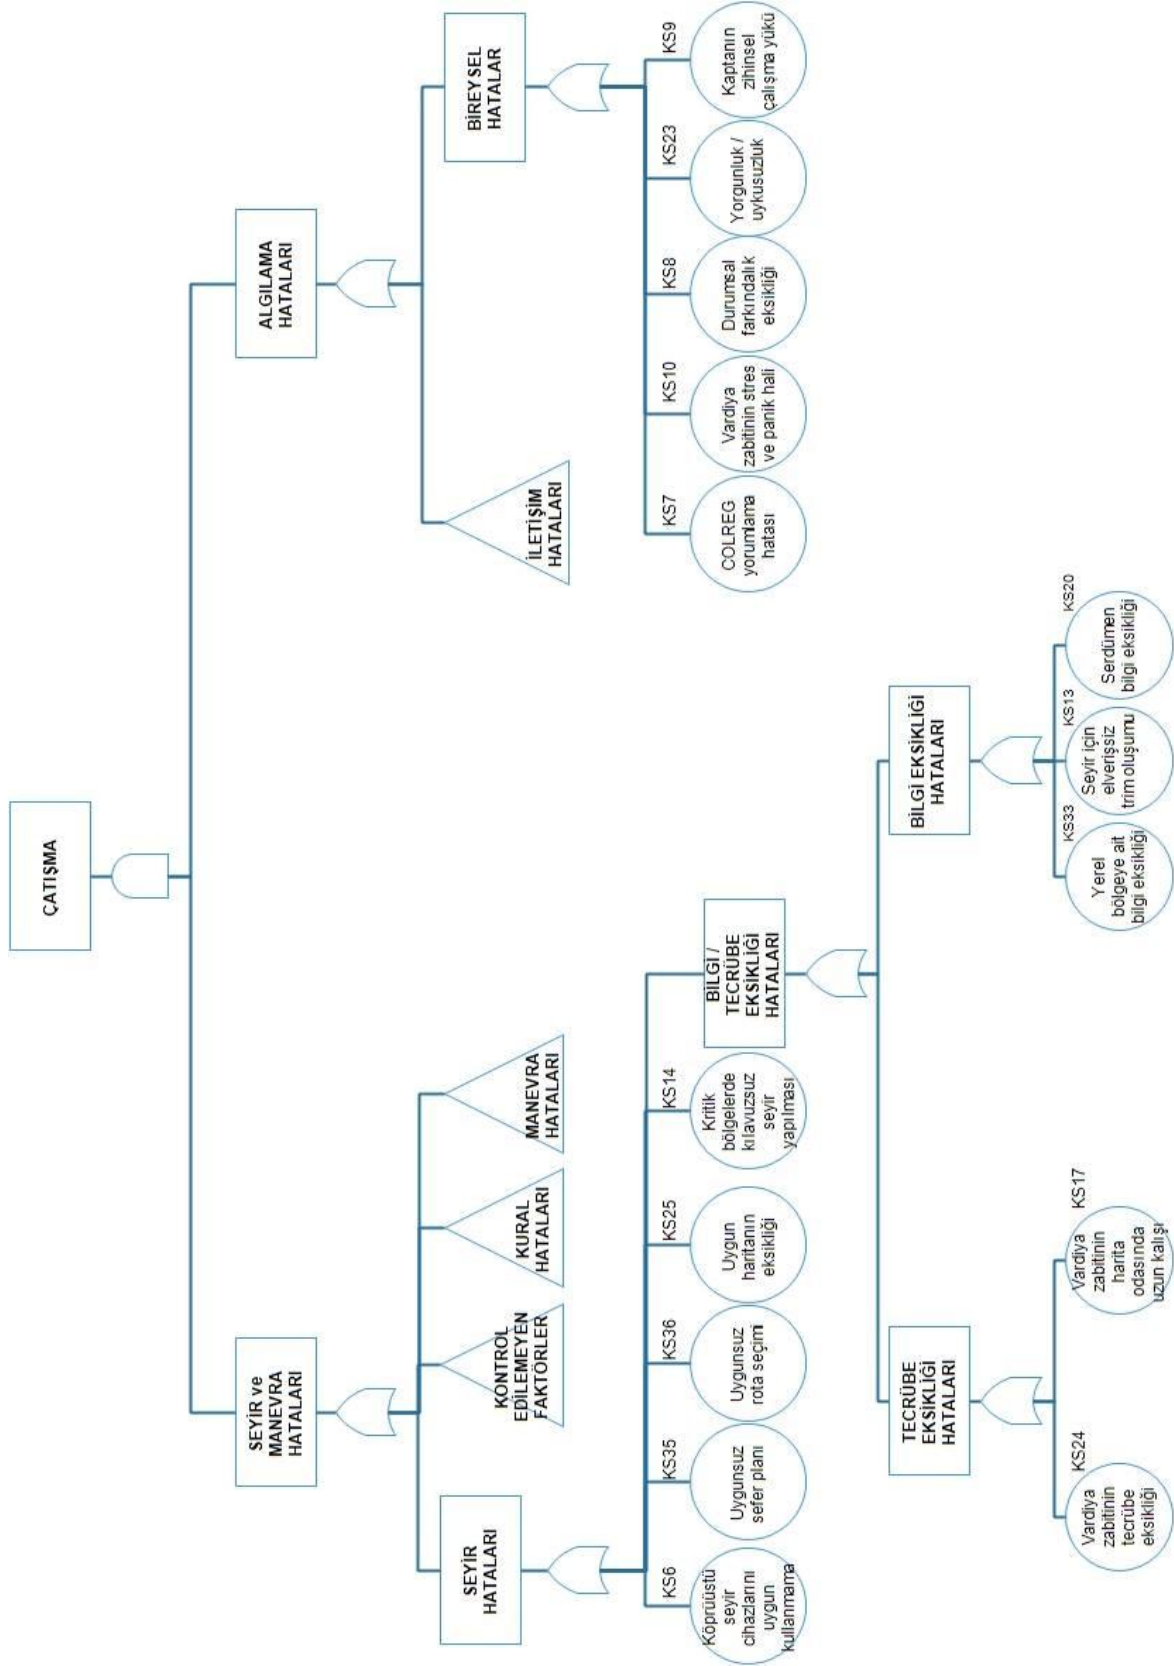 ÇATIŞMA
SEYİR ve
MANEVRA
HATALARI
ALGILAMA
HATALARI
SEYİR
HATALARI
KONTROL
EDİLEMEYEN
FAKTÖRLER
KURAL
HATALARI
MANEVRA
HATALARI
İLETİŞİM
HATALARI
BİREYSEL
HATALAR
KS6
Köprüüstü
seyir
cihazlarını
uygun
kullanmama
KS35
Uygunsuz
sefer planı
KS36
Uygunsuz
rota seçimi
KS25
Uygun
haritanın
eksikliği
KS14
Kritik
bölgelerde
kılavuzsuz
seyir
yapılması
BİLGİ /
TECRÜBE
EKSİKLİĞİ
HATALARI
KS7
COLREG
yorumlama
hatası
KS10
Vardiya
zabitinin stres
ve panik hali
KS8
Durumsal
farkındalık
eksikliği
KS23
Yorgunluk /
uykusuzluk
KS9
Kaptanın
zihinsel
çalışma yükü
TECRÜBE
EKSİKLİĞİ
HATALARI
BİLGİ EKSİKLİĞİ
HATALARI
KS24
Vardiya
zabitinin
tecrübe
eksikliği
KS17
Vardiya
zabitinin
harita
odasında
uzun kalışı
KS33
Yerel
bölgeye ait
bilgi eksikliği
KS13
Seyir için
elverişsiz
trim oluşumu
KS20
Serdümen
bilgi eksikliği